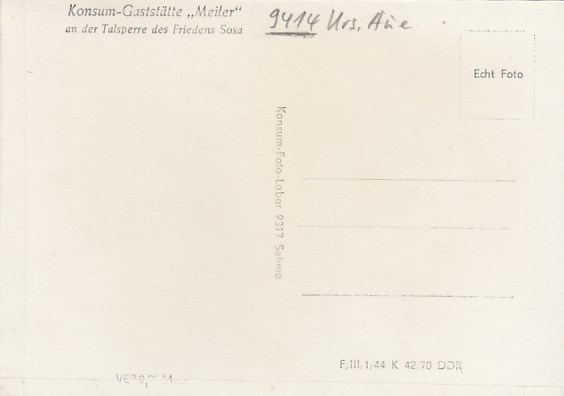 Konsum-Gaststätte „Meiler"
an der Talsperre des Friedens Sosa
9414 Krs. Aue
Echt Foto
Konsum-Foto-Labor 9317 Sehma
F/III/1/44 K 42/70 DDR